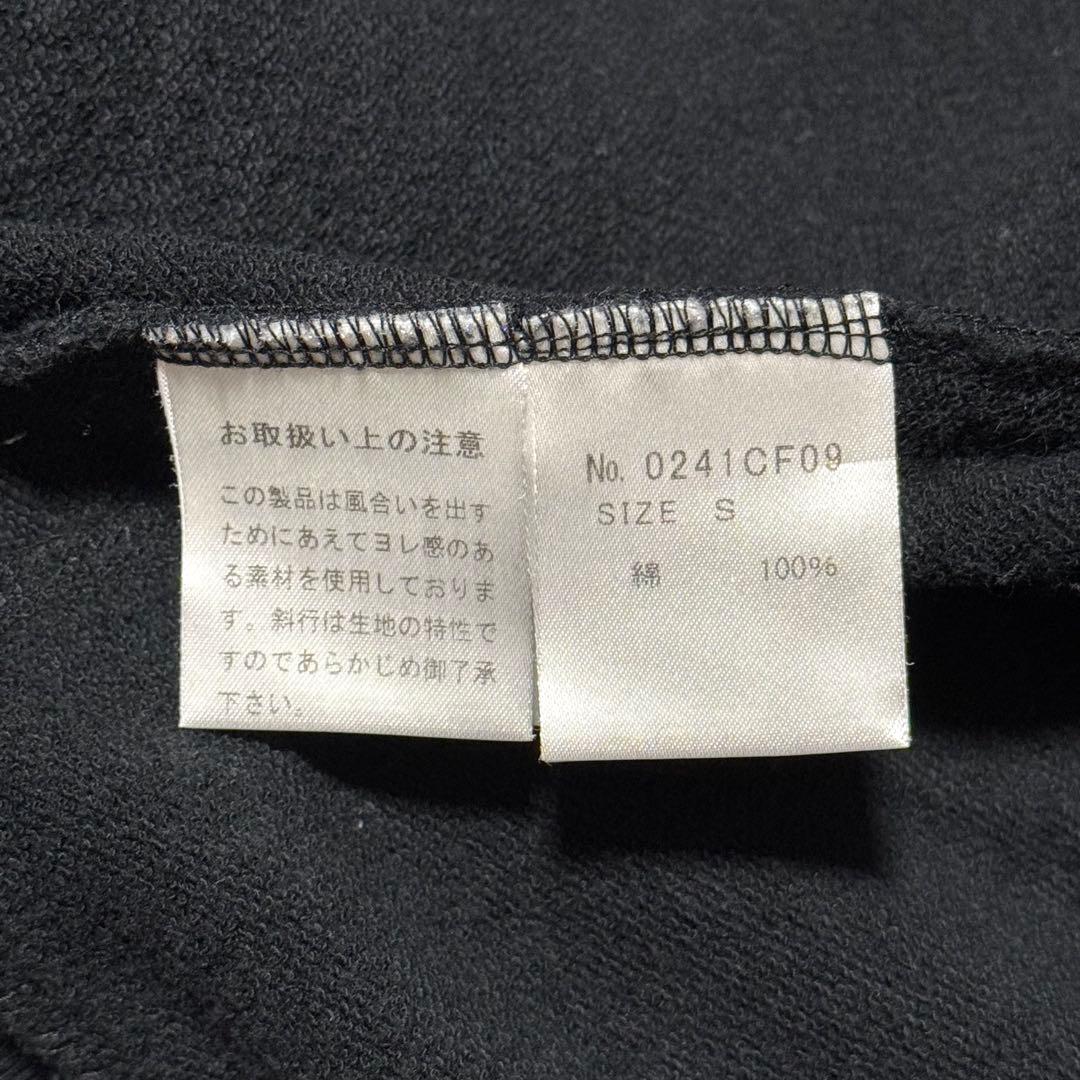 お取扱い上の注意
この製品は風合いを出す
ためにあえてヨレ感のあ
る素材を使用しておりま
す。斜行は生地の特性で
すのであらかじめ御了承
下さい。
No. 0241CF09
SIZE S
綿 100%